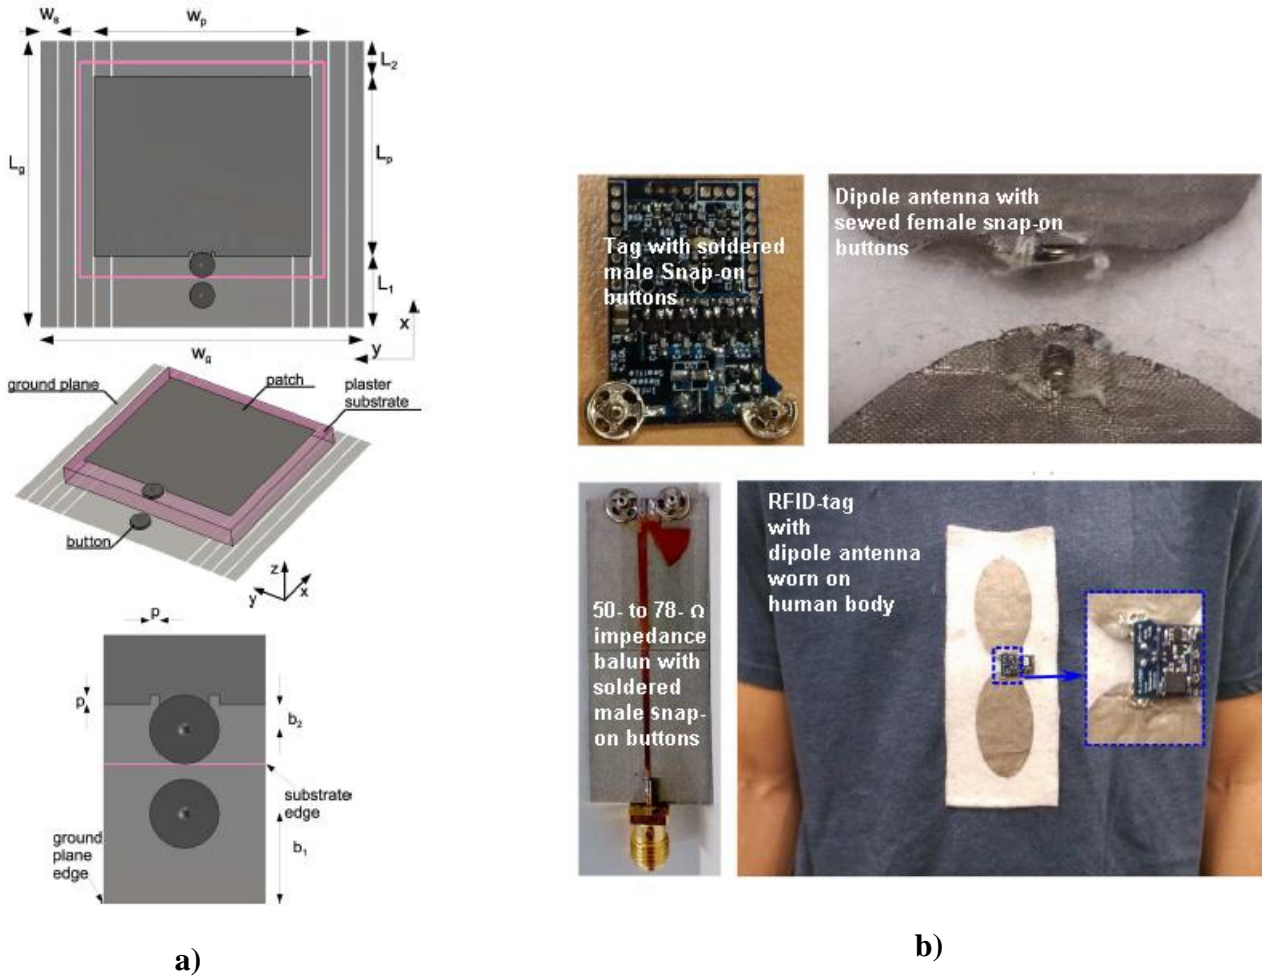 Ws
Wp
L2
Lg
Lp
L1
x
y
Wg
ground plane
patch
plaster
substrate
button
z
y
x
p
p
b2
substrate
edge
ground
plane
edge
b1
a)
Tag with soldered
male Snap-on
buttons
Dipole antenna with
sewed female snap-on
buttons
50- to 78- Ω
impedance
balun with
soldered
male snap-
on buttons
RFID-tag
with
dipole antenna
worn on
human body
b)